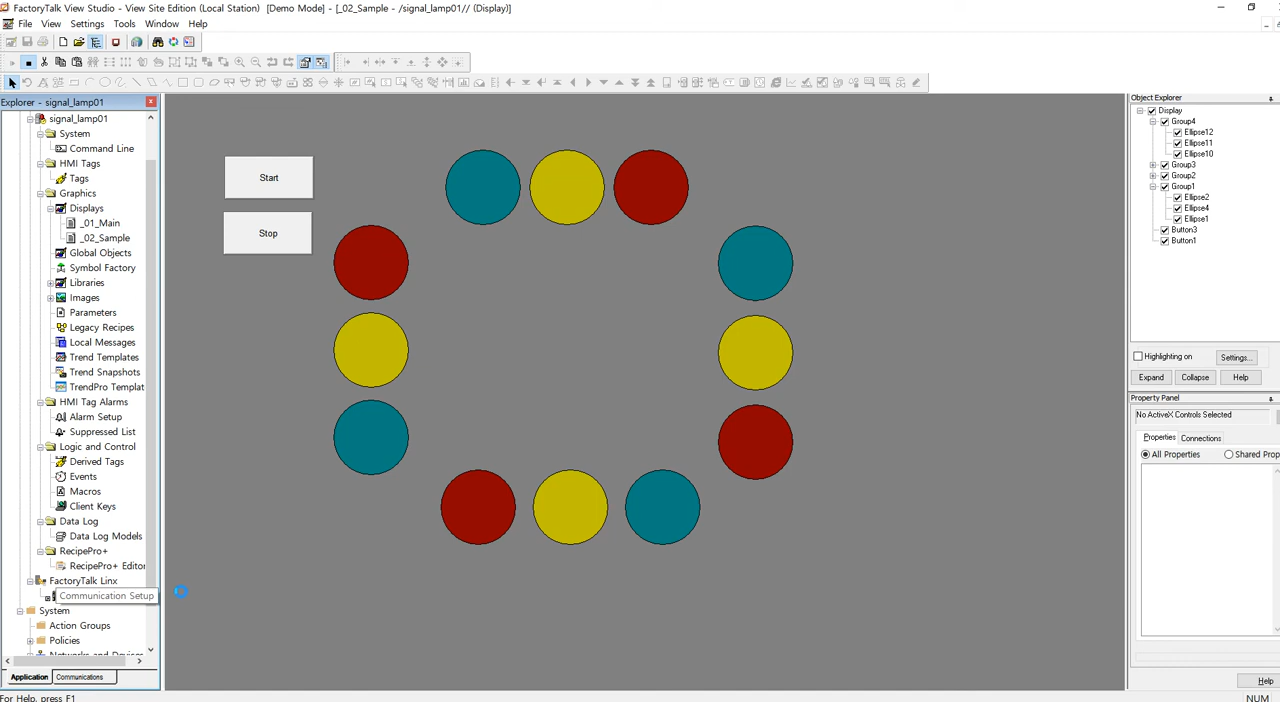 FactoryTalk View Studio - View Site Edition (Local Station)  [Demo Mode] - [_02_Sample - /signal_lamp01// (Display)]
File View Settings Tools Window Help
Explorer - signal_lamp01
signal_lamp01
System
Command Line
HMI Tags
Tags
Graphics
Displays
_01_Main
_02_Sample
Global Objects
Symbol Factory
Libraries
Images
Parameters
Legacy Recipes
Local Messages
Trend Templates
Trend Snapshots
TrendPro Templat
HMI Tag Alarms
Alarm Setup
Suppressed List
Logic and Control
Derived Tags
Events
Macros
Client Keys
Data Log
Data Log Models
RecipePro+
RecipePro+ Editor
FactoryTalk Linx
Communication Setup
System
Action Groups
Policies
Application Communications
Start
Stop
Object Explorer
Display
Group4
Ellipse12
Ellipse11
Ellipse10
Group3
Group2
Group1
Ellipse2
Ellipse4
Ellipse1
Button3
Button1
Highlighting on Settings...
Expand Collapse Help
Property Panel
No ActiveX Controls Selected
Properties Connections
All Properties Shared Prop
Help
For Help, press F1
NUM